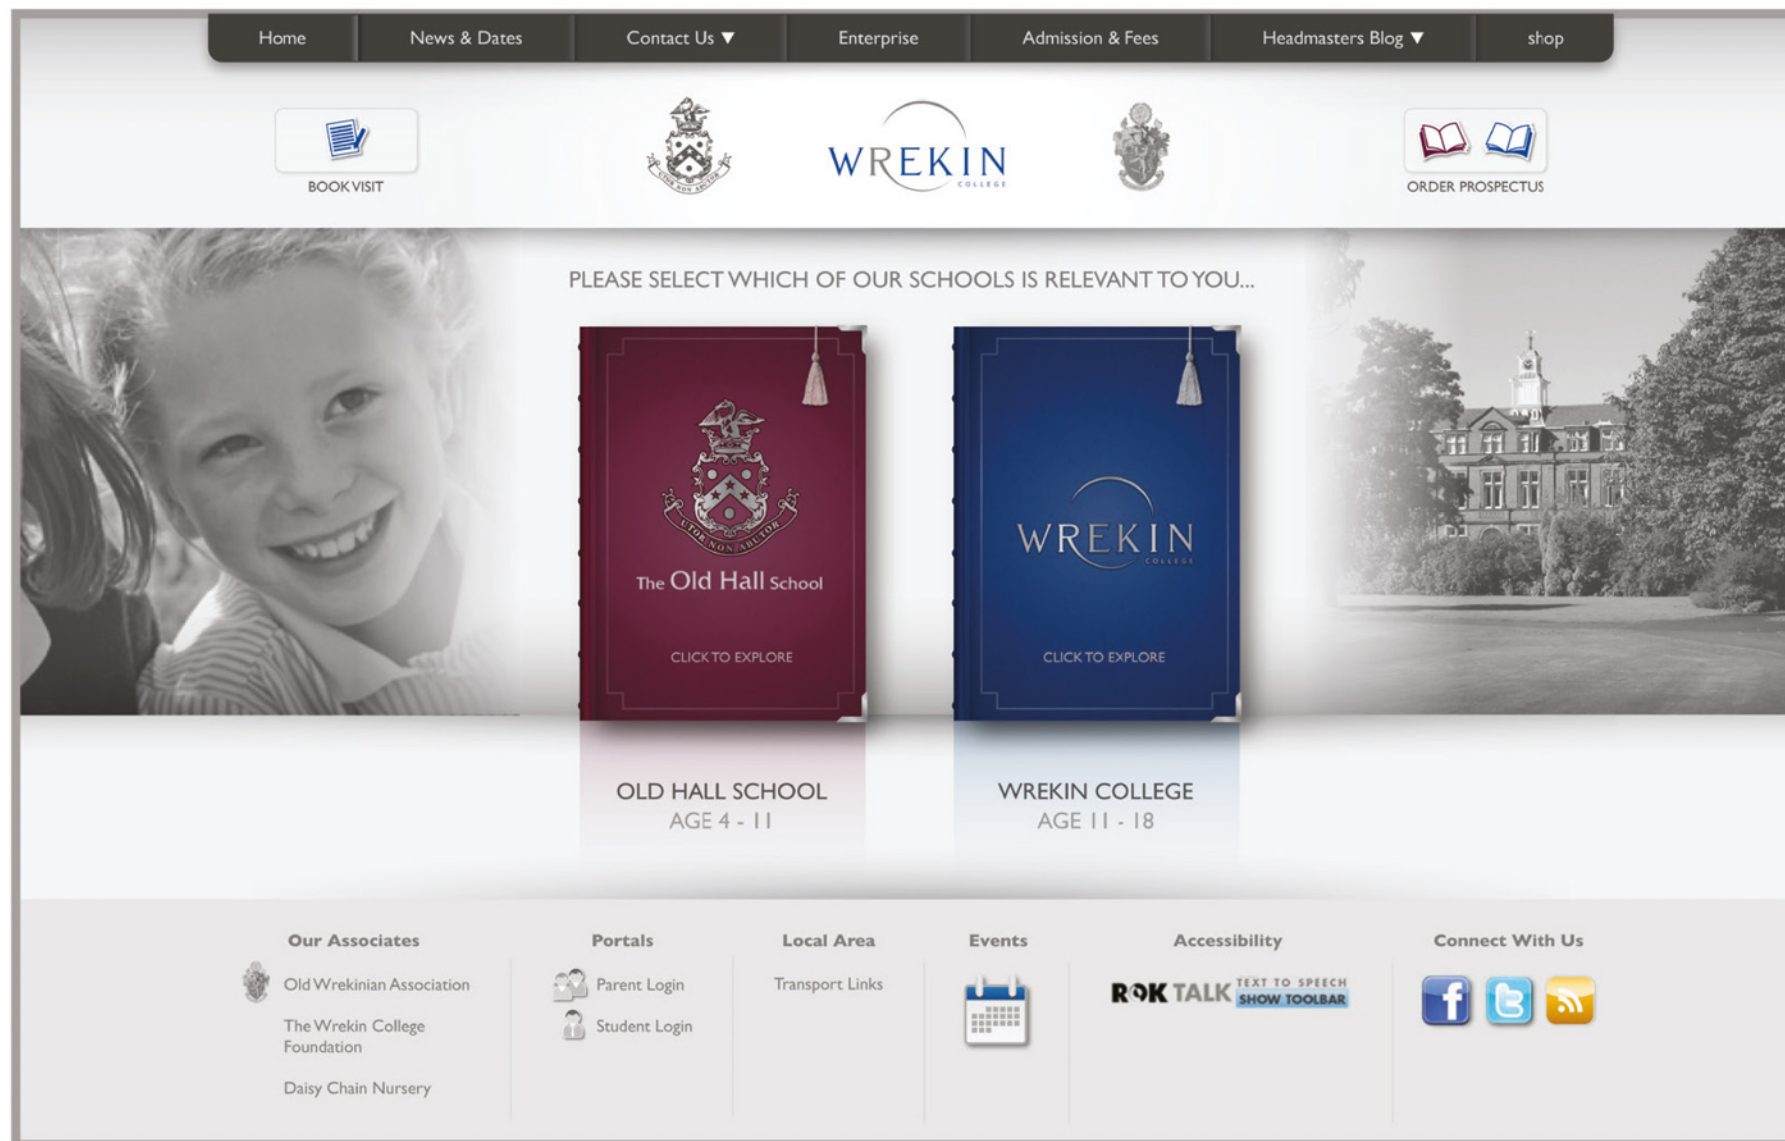 Home News & Dates Contact Us ▼ Enterprise Admission & Fees Headmasters Blog ▼ shop
UTOR NON ABUTOR
WREKIN
COLLEGE
BOOK VISIT
ORDER PROSPECTUS
PLEASE SELECT WHICH OF OUR SCHOOLS IS RELEVANT TO YOU...
UTOR NON ABUTOR
The Old Hall School
CLICK TO EXPLORE
WREKIN
COLLEGE
CLICK TO EXPLORE
OLD HALL SCHOOL
AGE 4 - 11
WREKIN COLLEGE
AGE 11 - 18
Our Associates
Old Wrekinian Association
The Wrekin College
Foundation
Daisy Chain Nursery
Portals
Parent Login
Student Login
Local Area
Transport Links
Events
Accessibility
ROK TALK TEXT TO SPEECH
SHOW TOOLBAR
Connect With Us